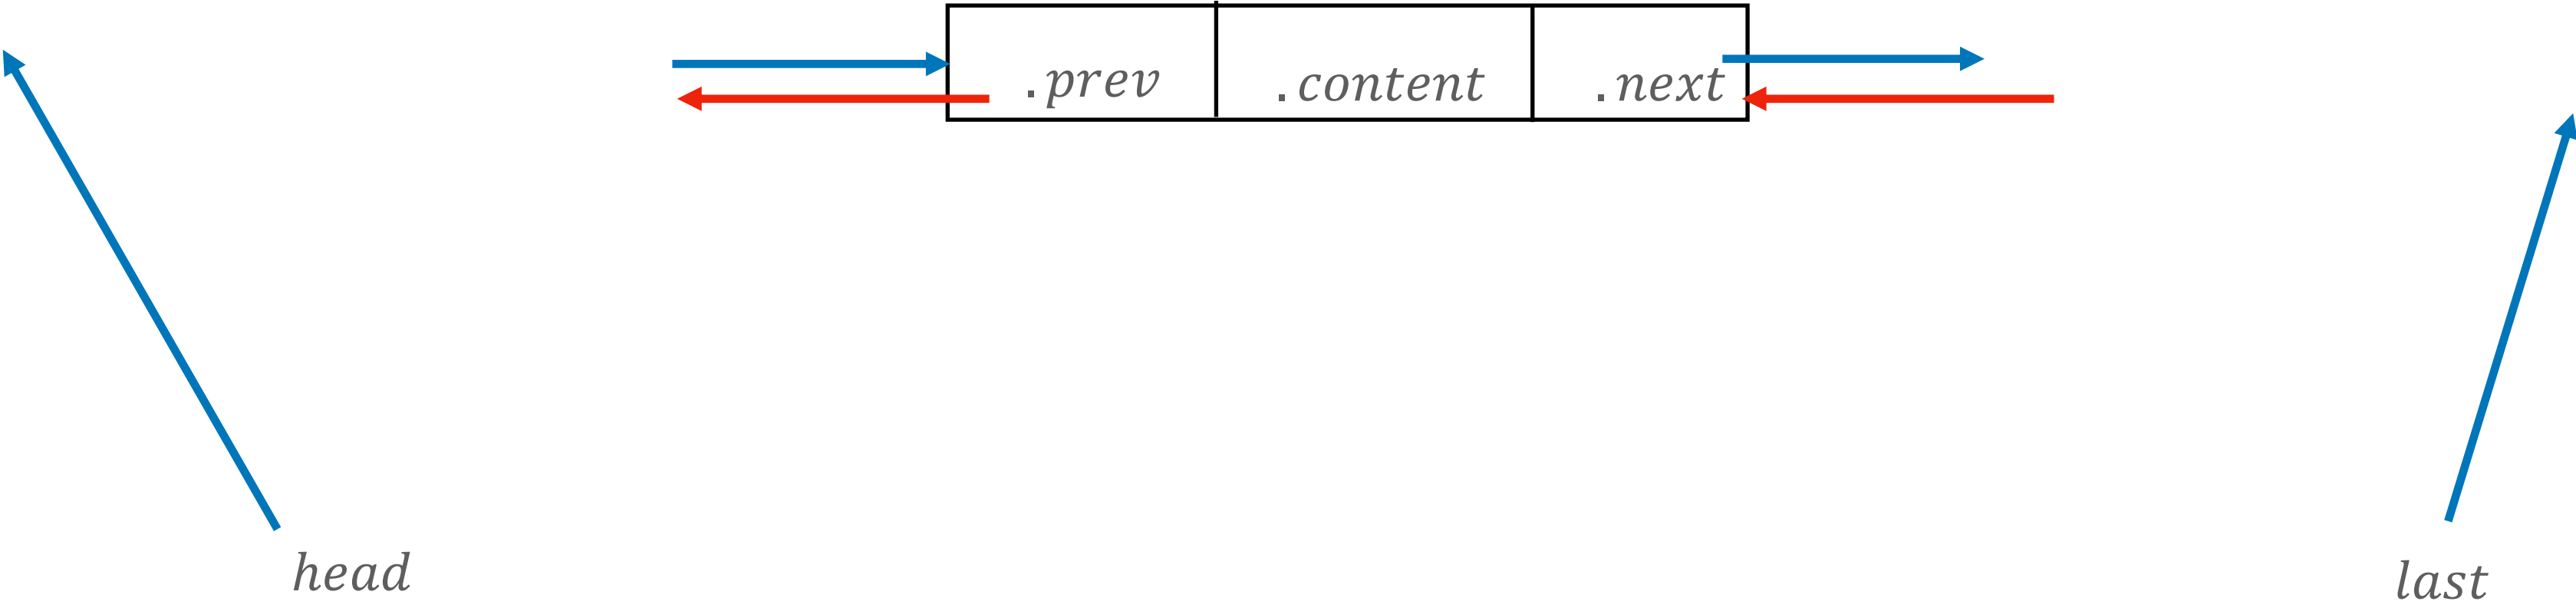 .prev .content .next
head
last